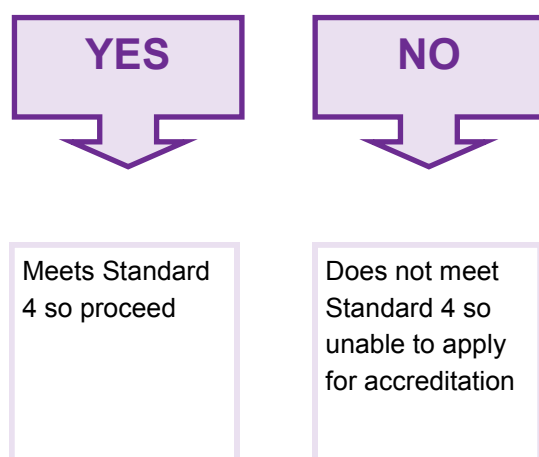 YES
NO
Meets Standard
4 so proceed
Does not meet
Standard 4 so
unable to apply
for accreditation